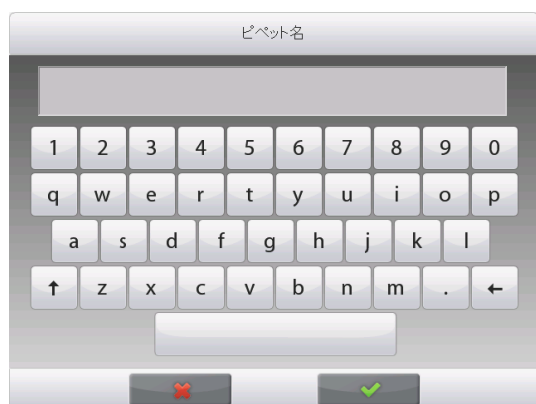 ピペット名
1 2 3 4 5 6 7 8 9 0
q w e r t y u i o p
a s d f g h j k l
↑ z x c v b n m . ←